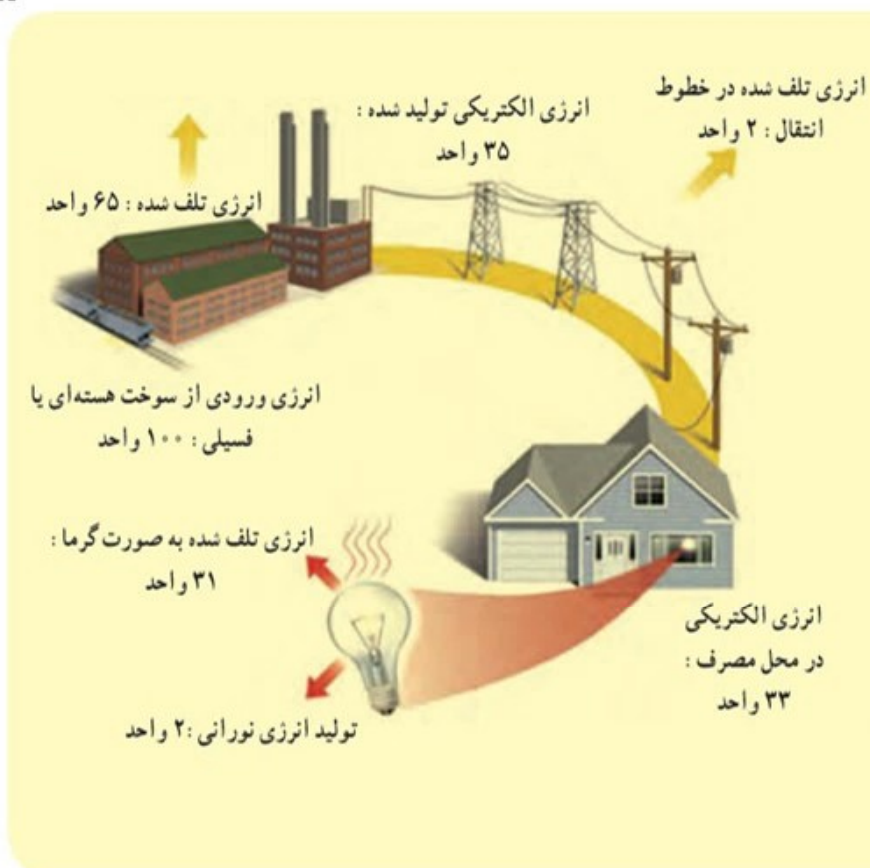 انرژی تلف شده در خطوط
انتقال : ۲ واحد
انرژی الکتریکی تولید شده :
۳۵ واحد
انرژی تلف شده : ۶۵ واحد
انرژی ورودی از سوخت هسته‌ای یا
فسیلی : ۱۰۰ واحد
انرژی تلف شده به صورت گرما :
۳۱ واحد
انرژی الکتریکی
در محل مصرف :
۳۳ واحد
تولید انرژی نورانی : ۲ واحد